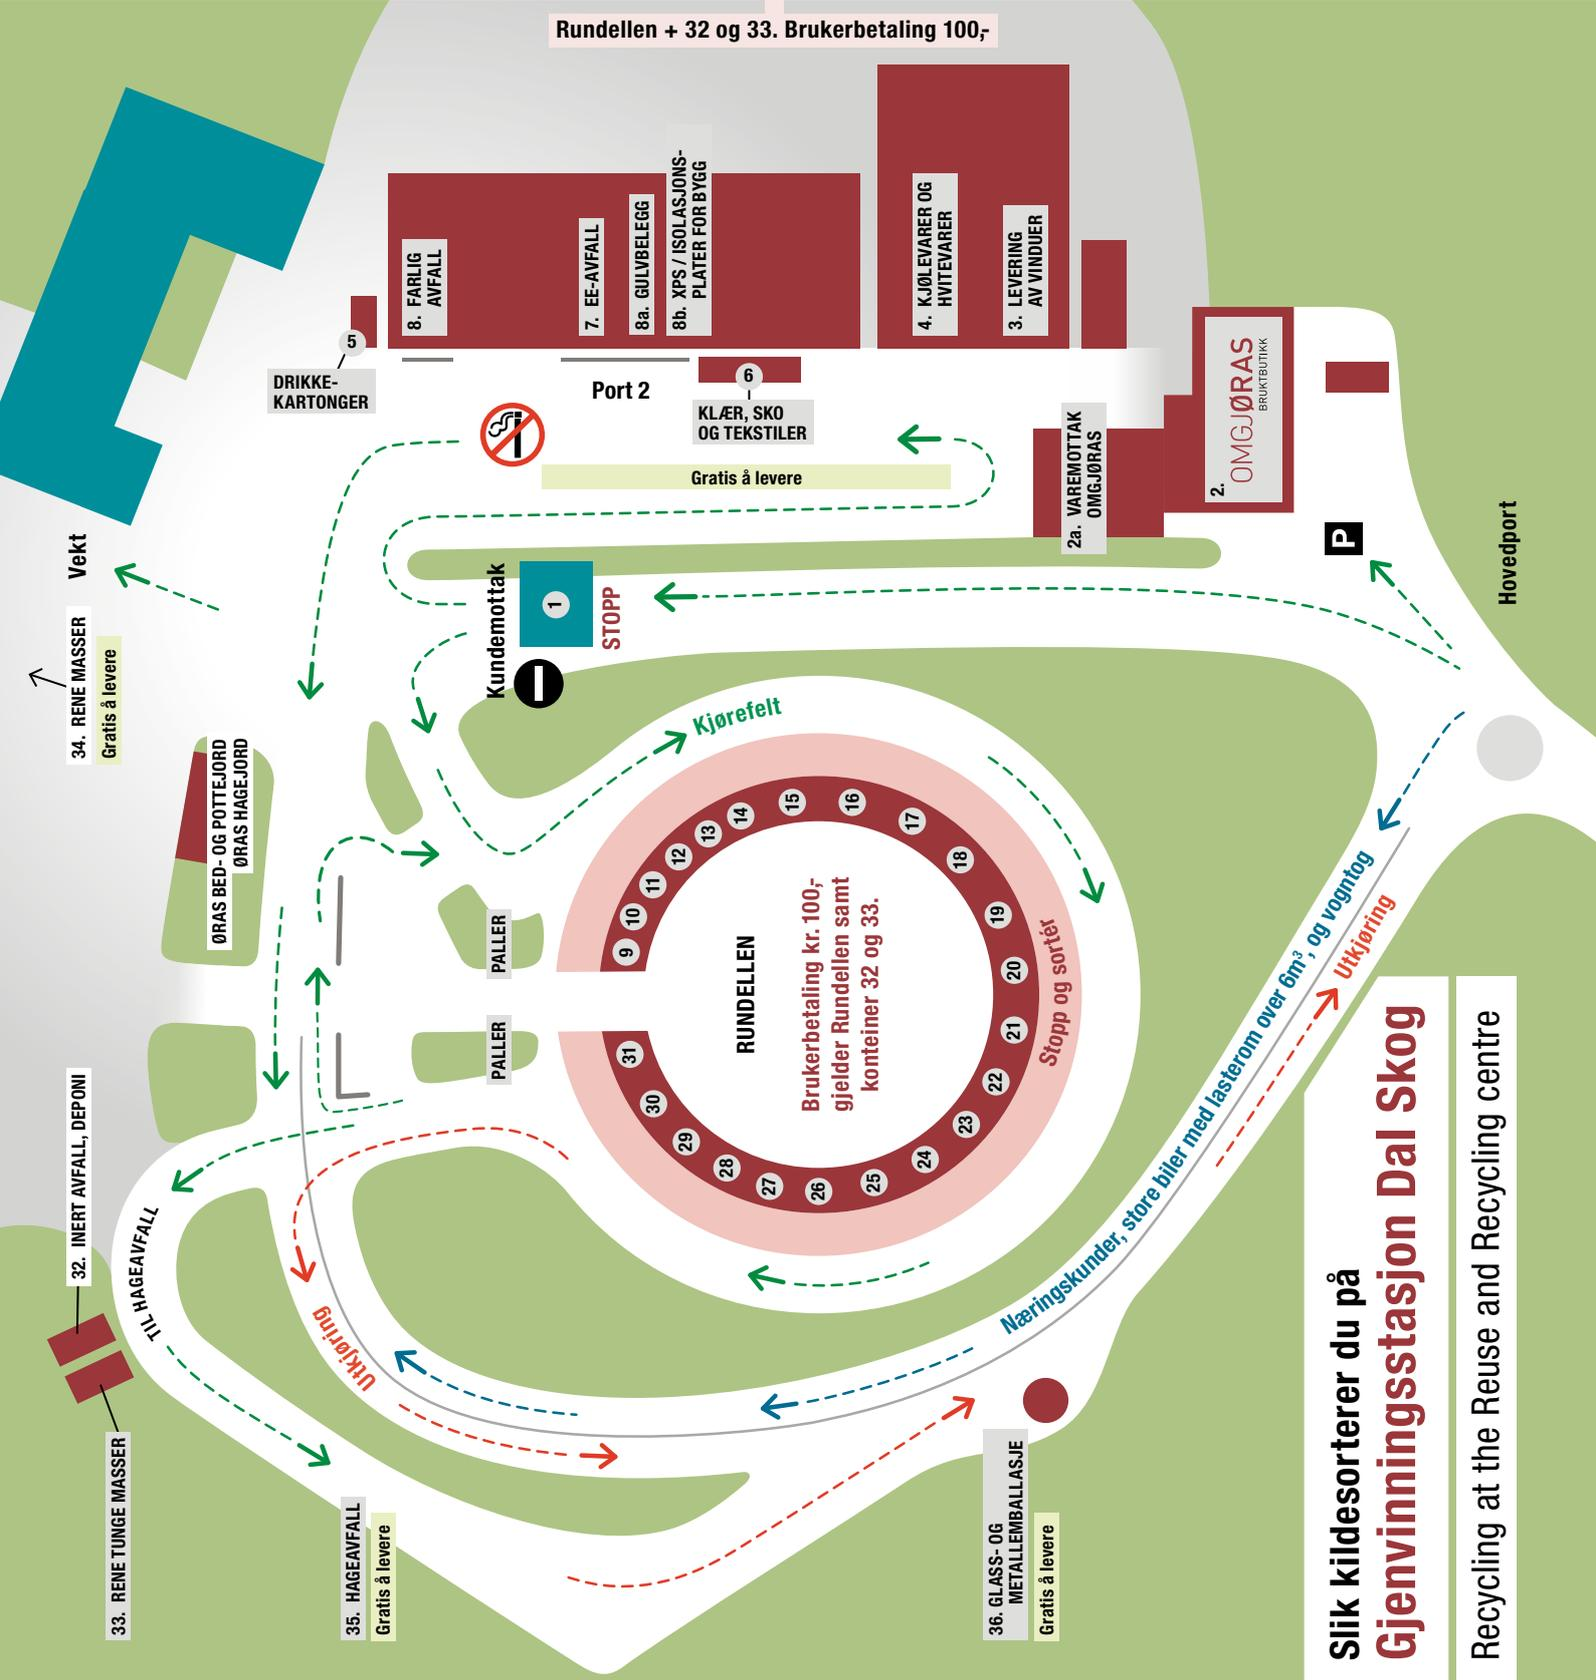 Rundellen + 32 og 33. Brukerbetaling 100,-
Slik kildesorterer du på
Gjenvinningsstasjon Dal Skog
Recycling at the Reuse and Recycling centre
33. RENE TUNGE MASSER
32. INERT AVFALL, DEPONI
34. RENE MASSER
Gratis å levere
Vekt
TIL HAGEAVFALL
ØRAS BED- OG POTTEJORD
ØRAS HAGEJORD
35. HAGEAVFALL
Gratis å levere
Utkjøring
DRIKKE-
KARTONGER
5
8. FARLIG
AVFALL
7. EE-AVFALL
8a. GULVBELEGG
8b. XPS / ISOLASJONS-
PLATER FOR BYGG
4. KJØLEVARER OG
HVITEVARER
3. LEVERING
AV VINDUER
Port 2
6
KLÆR, SKO
OG TEKSTILER
Gratis å levere
2a. VAREMOTTAK
OMGJØRAS
2.
OMGJØRAS
BRUKTBUTIKK
P
Hovedport
Kundemottak
1
STOPP
PALLER
PALLER
Kjørefelt
RUNDELLEN
Brukerbetaling kr. 100,-
gjelder Rundellen samt
konteiner 32 og 33.
Stopp og sortér
9
10
11
12
13
14
15
16
17
18
19
20
21
22
23
24
25
26
27
28
29
30
31
Næringskunder, store biler med lasterom over 6m³, og vogntog
Utkjøring
36. GLASS- OG
METALLEMBALLASJE
Gratis å levere